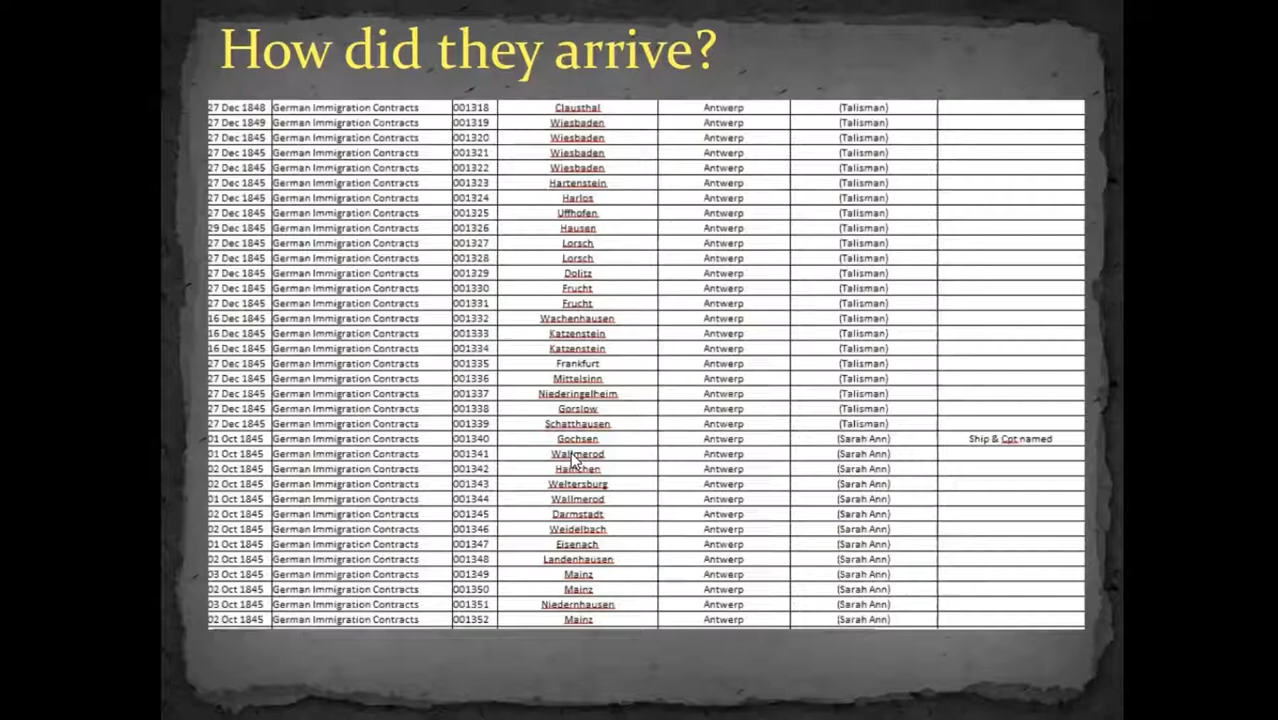 How did they arrive?
27 Dec 1848 German Immigration Contracts 001318 Clausthal Antwerp (Talisman)
27 Dec 1849 German Immigration Contracts 001319 Wiesbaden Antwerp (Talisman)
27 Dec 1845 German Immigration Contracts 001320 Wiesbaden Antwerp (Talisman)
27 Dec 1845 German Immigration Contracts 001321 Wiesbaden Antwerp (Talisman)
27 Dec 1845 German Immigration Contracts 001322 Wiesbaden Antwerp (Talisman)
27 Dec 1845 German Immigration Contracts 001323 Hartenstein Antwerp (Talisman)
27 Dec 1845 German Immigration Contracts 001324 Harlos Antwerp (Talisman)
27 Dec 1845 German Immigration Contracts 001325 Uffhofen Antwerp (Talisman)
29 Dec 1845 German Immigration Contracts 001326 Hausen Antwerp (Talisman)
27 Dec 1845 German Immigration Contracts 001327 Lorsch Antwerp (Talisman)
27 Dec 1845 German Immigration Contracts 001328 Lorsch Antwerp (Talisman)
27 Dec 1845 German Immigration Contracts 001329 Dolitz Antwerp (Talisman)
27 Dec 1845 German Immigration Contracts 001330 Frucht Antwerp (Talisman)
27 Dec 1845 German Immigration Contracts 001331 Frucht Antwerp (Talisman)
16 Dec 1845 German Immigration Contracts 001332 Wachenhausen Antwerp (Talisman)
16 Dec 1845 German Immigration Contracts 001333 Katzenstein Antwerp (Talisman)
16 Dec 1845 German Immigration Contracts 001334 Katzenstein Antwerp (Talisman)
27 Dec 1845 German Immigration Contracts 001335 Frankfurt Antwerp (Talisman)
27 Dec 1845 German Immigration Contracts 001336 Mittelsinn Antwerp (Talisman)
27 Dec 1845 German Immigration Contracts 001337 Niederingelheim Antwerp (Talisman)
27 Dec 1845 German Immigration Contracts 001338 Gorslow Antwerp (Talisman)
27 Dec 1845 German Immigration Contracts 001339 Schatthausen Antwerp (Talisman)
01 Oct 1845 German Immigration Contracts 001340 Gochsen Antwerp (Sarah Ann) Ship & Cpt named
01 Oct 1845 German Immigration Contracts 001341 Wallmerod Antwerp (Sarah Ann)
02 Oct 1845 German Immigration Contracts 001342 Antwerp (Sarah Ann)
02 Oct 1845 German Immigration Contracts 001343 Weltersburg Antwerp (Sarah Ann)
01 Oct 1845 German Immigration Contracts 001344 Wallmerod Antwerp (Sarah Ann)
02 Oct 1845 German Immigration Contracts 001345 Darmstadt Antwerp (Sarah Ann)
02 Oct 1845 German Immigration Contracts 001346 Weidelbach Antwerp (Sarah Ann)
01 Oct 1845 German Immigration Contracts 001347 Eisenach Antwerp (Sarah Ann)
02 Oct 1845 German Immigration Contracts 001348 Landenhausen Antwerp (Sarah Ann)
03 Oct 1845 German Immigration Contracts 001349 Mainz Antwerp (Sarah Ann)
02 Oct 1845 German Immigration Contracts 001350 Mainz Antwerp (Sarah Ann)
03 Oct 1845 German Immigration Contracts 001351 Niedernhausen Antwerp (Sarah Ann)
02 Oct 1845 German Immigration Contracts 001352 Mainz Antwerp (Sarah Ann)